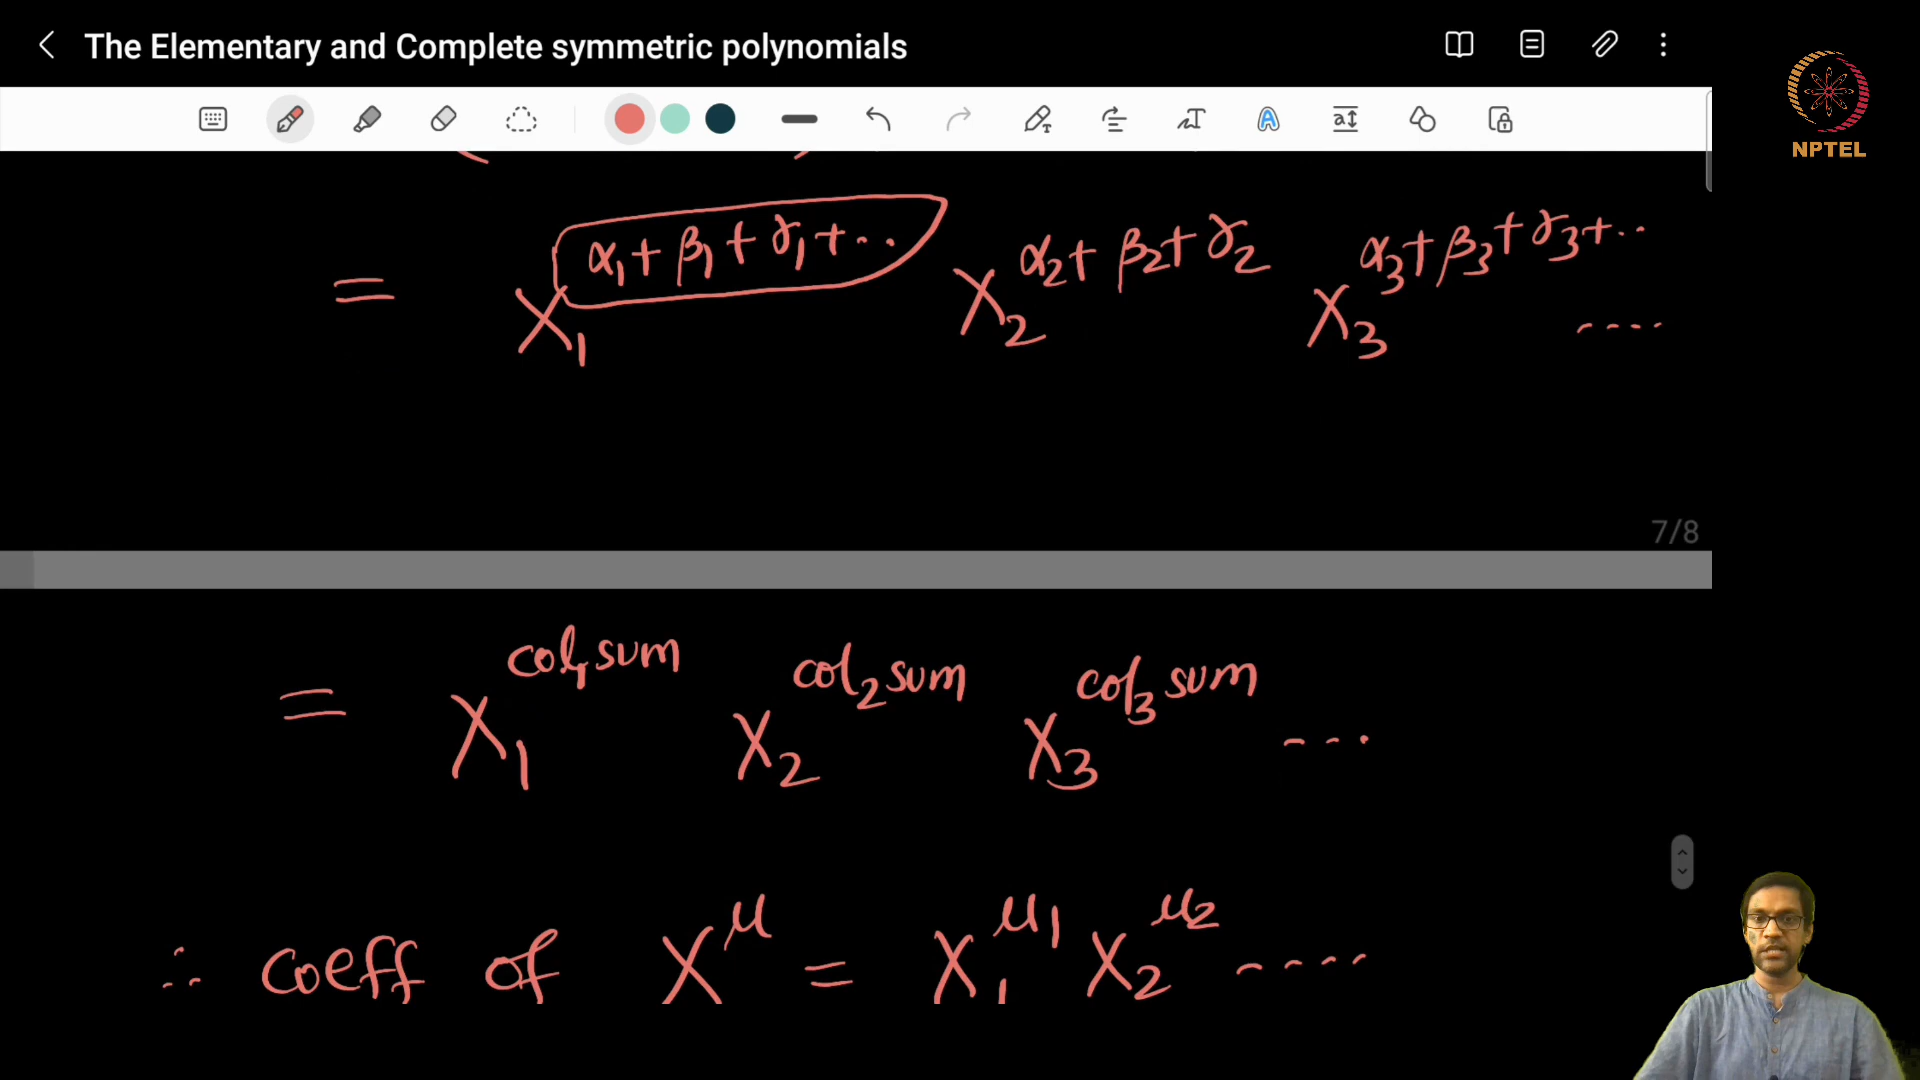 The Elementary and Complete symmetric polynomials
NPTEL
= X₁^{α₁+β₁+γ₁+..} X₂^{α₂+β₂+γ₂} X₃^{α₃+β₃+γ₃+..} ----
7/8
= X₁^{col₁ sum} X₂^{col₂ sum} X₃^{col₃ sum} ---
∴ coeff of X^μ = X₁^{μ₁} X₂^{μ₂} ----